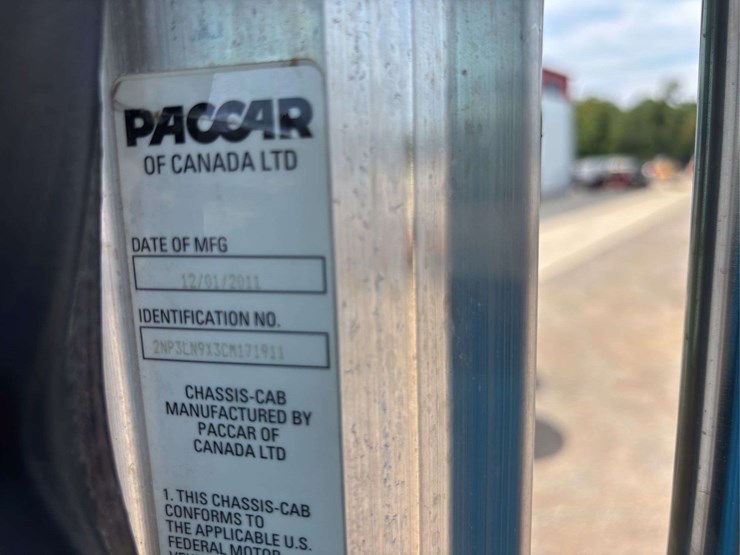 PACCAR
OF CANADA LTD
DATE OF MFG
12/01/2011
IDENTIFICATION NO.
2NP3LN9X3CM171911
CHASSIS-CAB
MANUFACTURED BY
PACCAR OF
CANADA LTD
1. THIS CHASSIS-CAB
CONFORMS TO
THE APPLICABLE U.S.
FEDERAL MOTOR